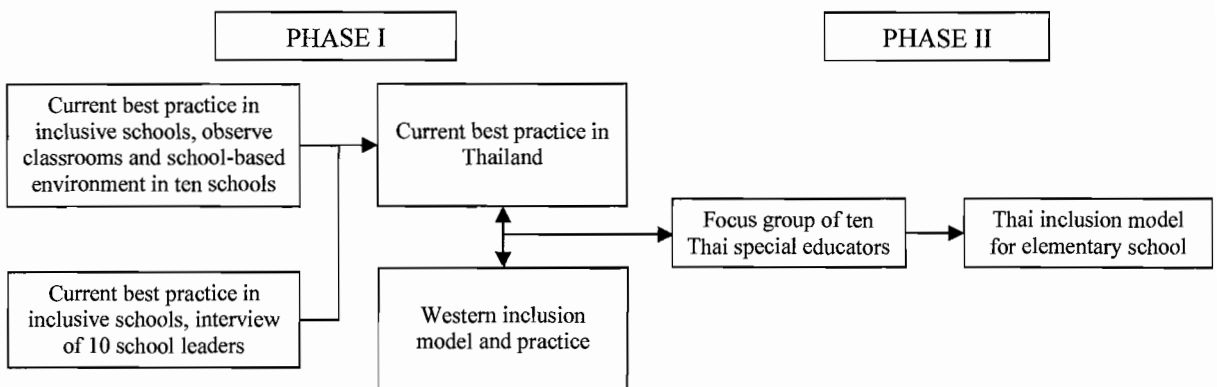 PHASE I
PHASE II
Current best practice in
inclusive schools, observe
classrooms and school-based
environment in ten schools
Current best practice in
Thailand
Focus group of ten
Thai special educators
Thai inclusion model
for elementary school
Current best practice in
inclusive schools, interview
of 10 school leaders
Western inclusion
model and practice